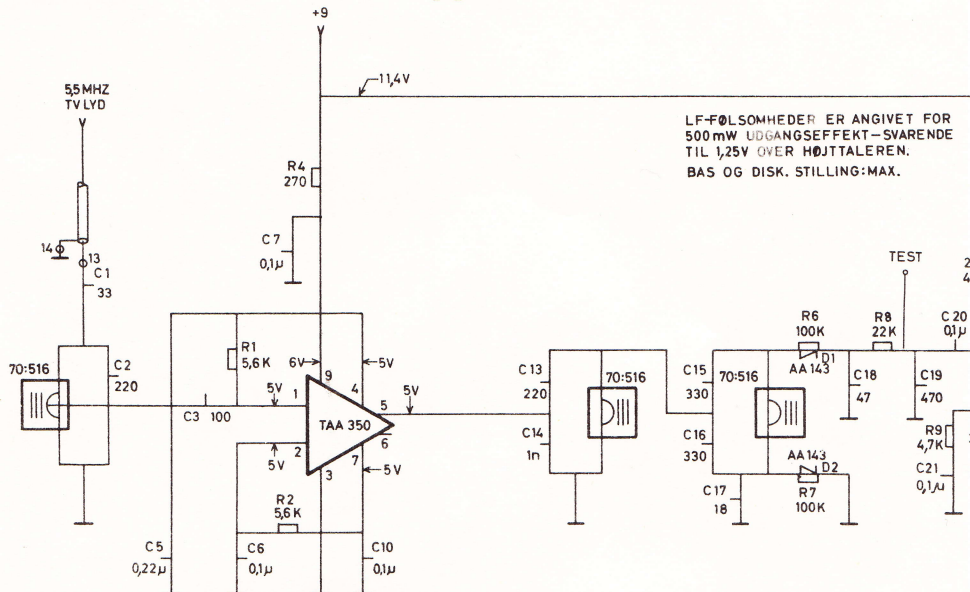 +9
11,4V
5,5MHZ
TV LYD
LF-FØLSOMHEDER ER ANGIVET FOR
500mW UDGANGSEFFEKT-SVARENDE
TIL 1,25V OVER HØJTTALEREN.
BAS OG DISK. STILLING:MAX.
R4
270
C7
0,1µ
14
13
C1
33
TEST
2
4
R6
100K
R8
22K
C20
0,1µ
R1
5,6K
6V
9
5V
4
D1
AA143
70:516
C2
220
C13
220
70:516
C15
330
70:516
C18
47
C19
470
C3
100
5V
1
TAA 350
5
5V
6
2
5V
7
5V
3
C14
1n
C16
330
AA143
D2
R9
4,7K
C21
0,1µ
R2
5,6K
C17
18
R7
100K
C5
0,22µ
C6
0,1µ
C10
0,1µ